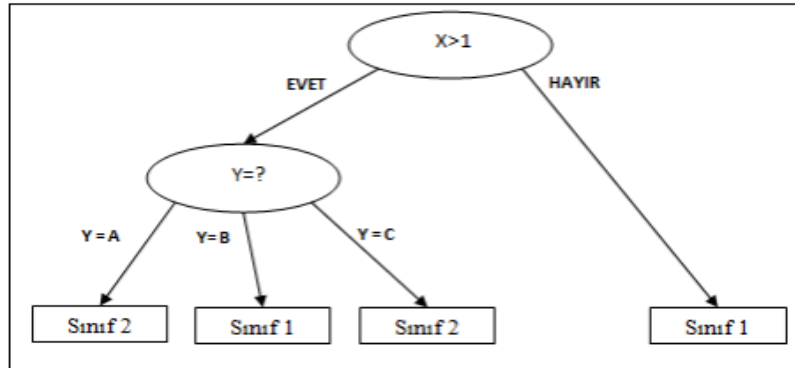 X>1
EVET
HAYIR
Y=?
Y = A
Y= B
Y = C
Sınıf 2
Sınıf 1
Sınıf 2
Sınıf 1